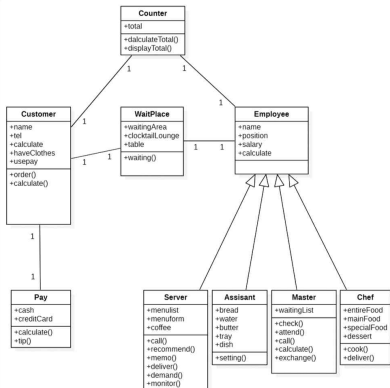 Counter
+total
+dalculateTotal()
+displayTotal()
1
1
1
1
Customer
+name
+tel
+calculate
+haveClothes
+usepay
+order()
+calculate()
WaitPlace
+waitingArea
+clocktailLounge
+table
+waiting()
Employee
+name
+position
+salary
+calculate
1
1
1
1
1
1
Pay
+cash
+creditCard
+calculate()
+tip()
Server
+menulist
+menuform
+coffee
+call()
+recommend()
+memo()
+deliver()
+demand()
+monitor()
Assisant
+bread
+water
+butter
+tray
+dish
+setting()
Master
+waitingList
+check()
+attend()
+call()
+calculate()
+exchange()
Chef
+entireFood
+mainFood
+specialFood
+dessert
+cook()
+deliver()